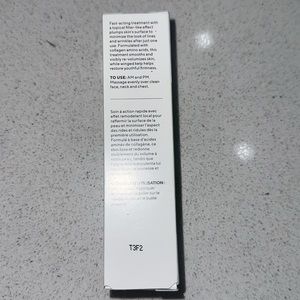 Fast-acting treatment with
a topical filler-like effect
plumps skin's surface to
minimise the look of lines
and wrinkles after just one
use. Formulated with
collagen amino acids, this
treatment smooths and
visibly re-volumizes skin,
while winged kelp helps
restore youthful firmness.
TO USE: AM and PM.
Massage evenly over clean
face, neck and chest.
Soin à action rapide avec un
effet remodelant local pour
raffermir la surface de la
peau et minimiser l'aspect
des rides et ridules dès la
première utilisation.
Formulé à base d'acides
aminés de collagène, ce
soin lisse et redonne
visiblement du volume à
la peau
UTILISATION :
T3F2